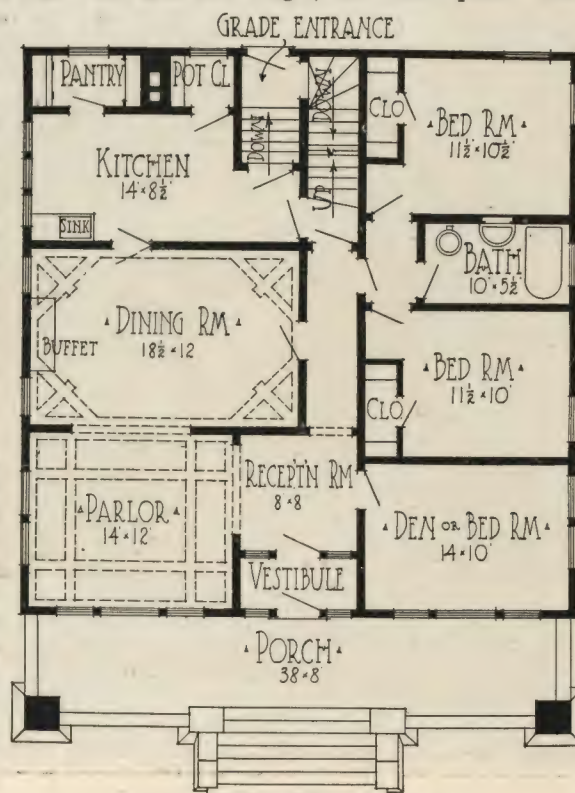 GRADE ENTRANCE
PANTRY
POT CL
DOWN
DOWN
UP
CLO
BED RM
11½×10½'
KITCHEN
14'×8½'
SINK
BATH
10'×5½'
DINING RM
18½×12
BUFFET
BED RM
11½×10'
CLO
RECEPT'N RM
8×8
PARLOR
14'×12'
DEN OR BED RM
14×10'
VESTIBULE
PORCH
38×8'